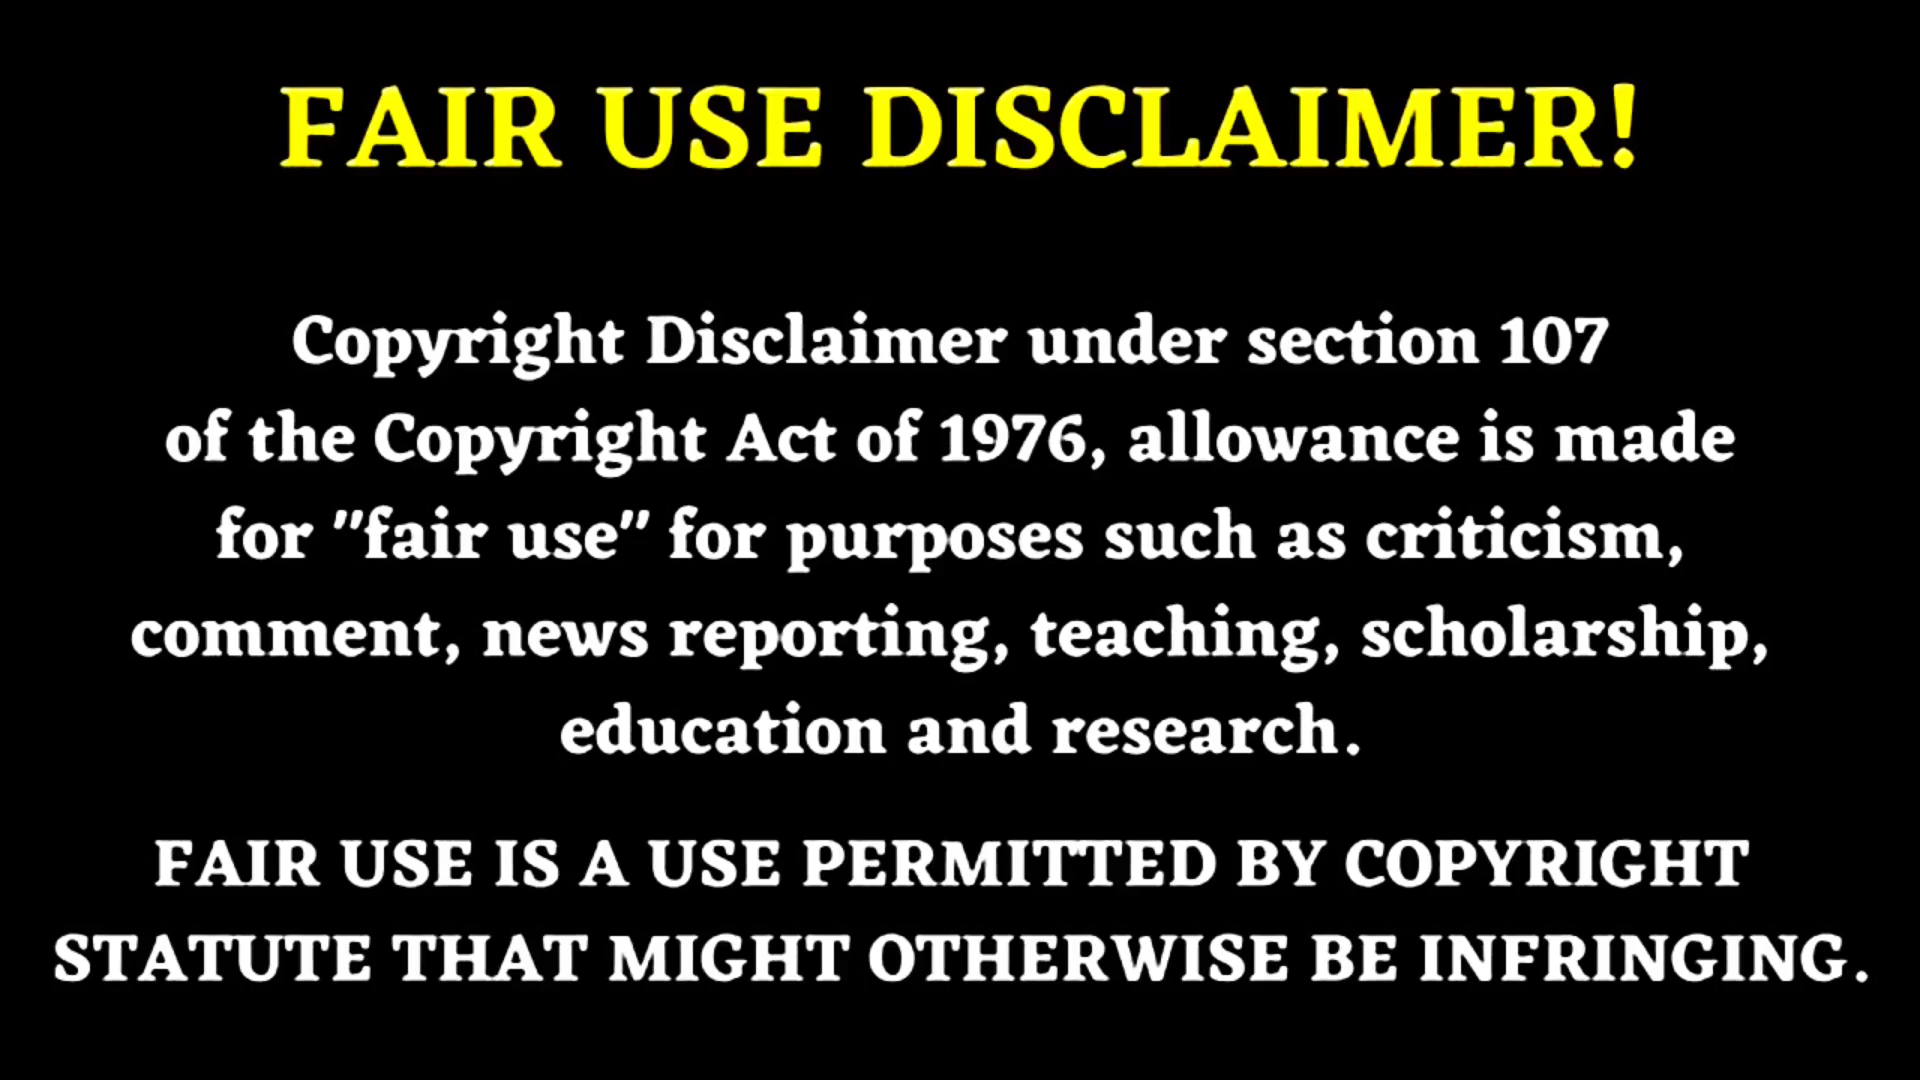 FAIR USE DISCLAIMER!
Copyright Disclaimer under section 107
of the Copyright Act of 1976, allowance is made
for "fair use" for purposes such as criticism,
comment, news reporting, teaching, scholarship,
education and research.
FAIR USE IS A USE PERMITTED BY COPYRIGHT
STATUTE THAT MIGHT OTHERWISE BE INFRINGING.